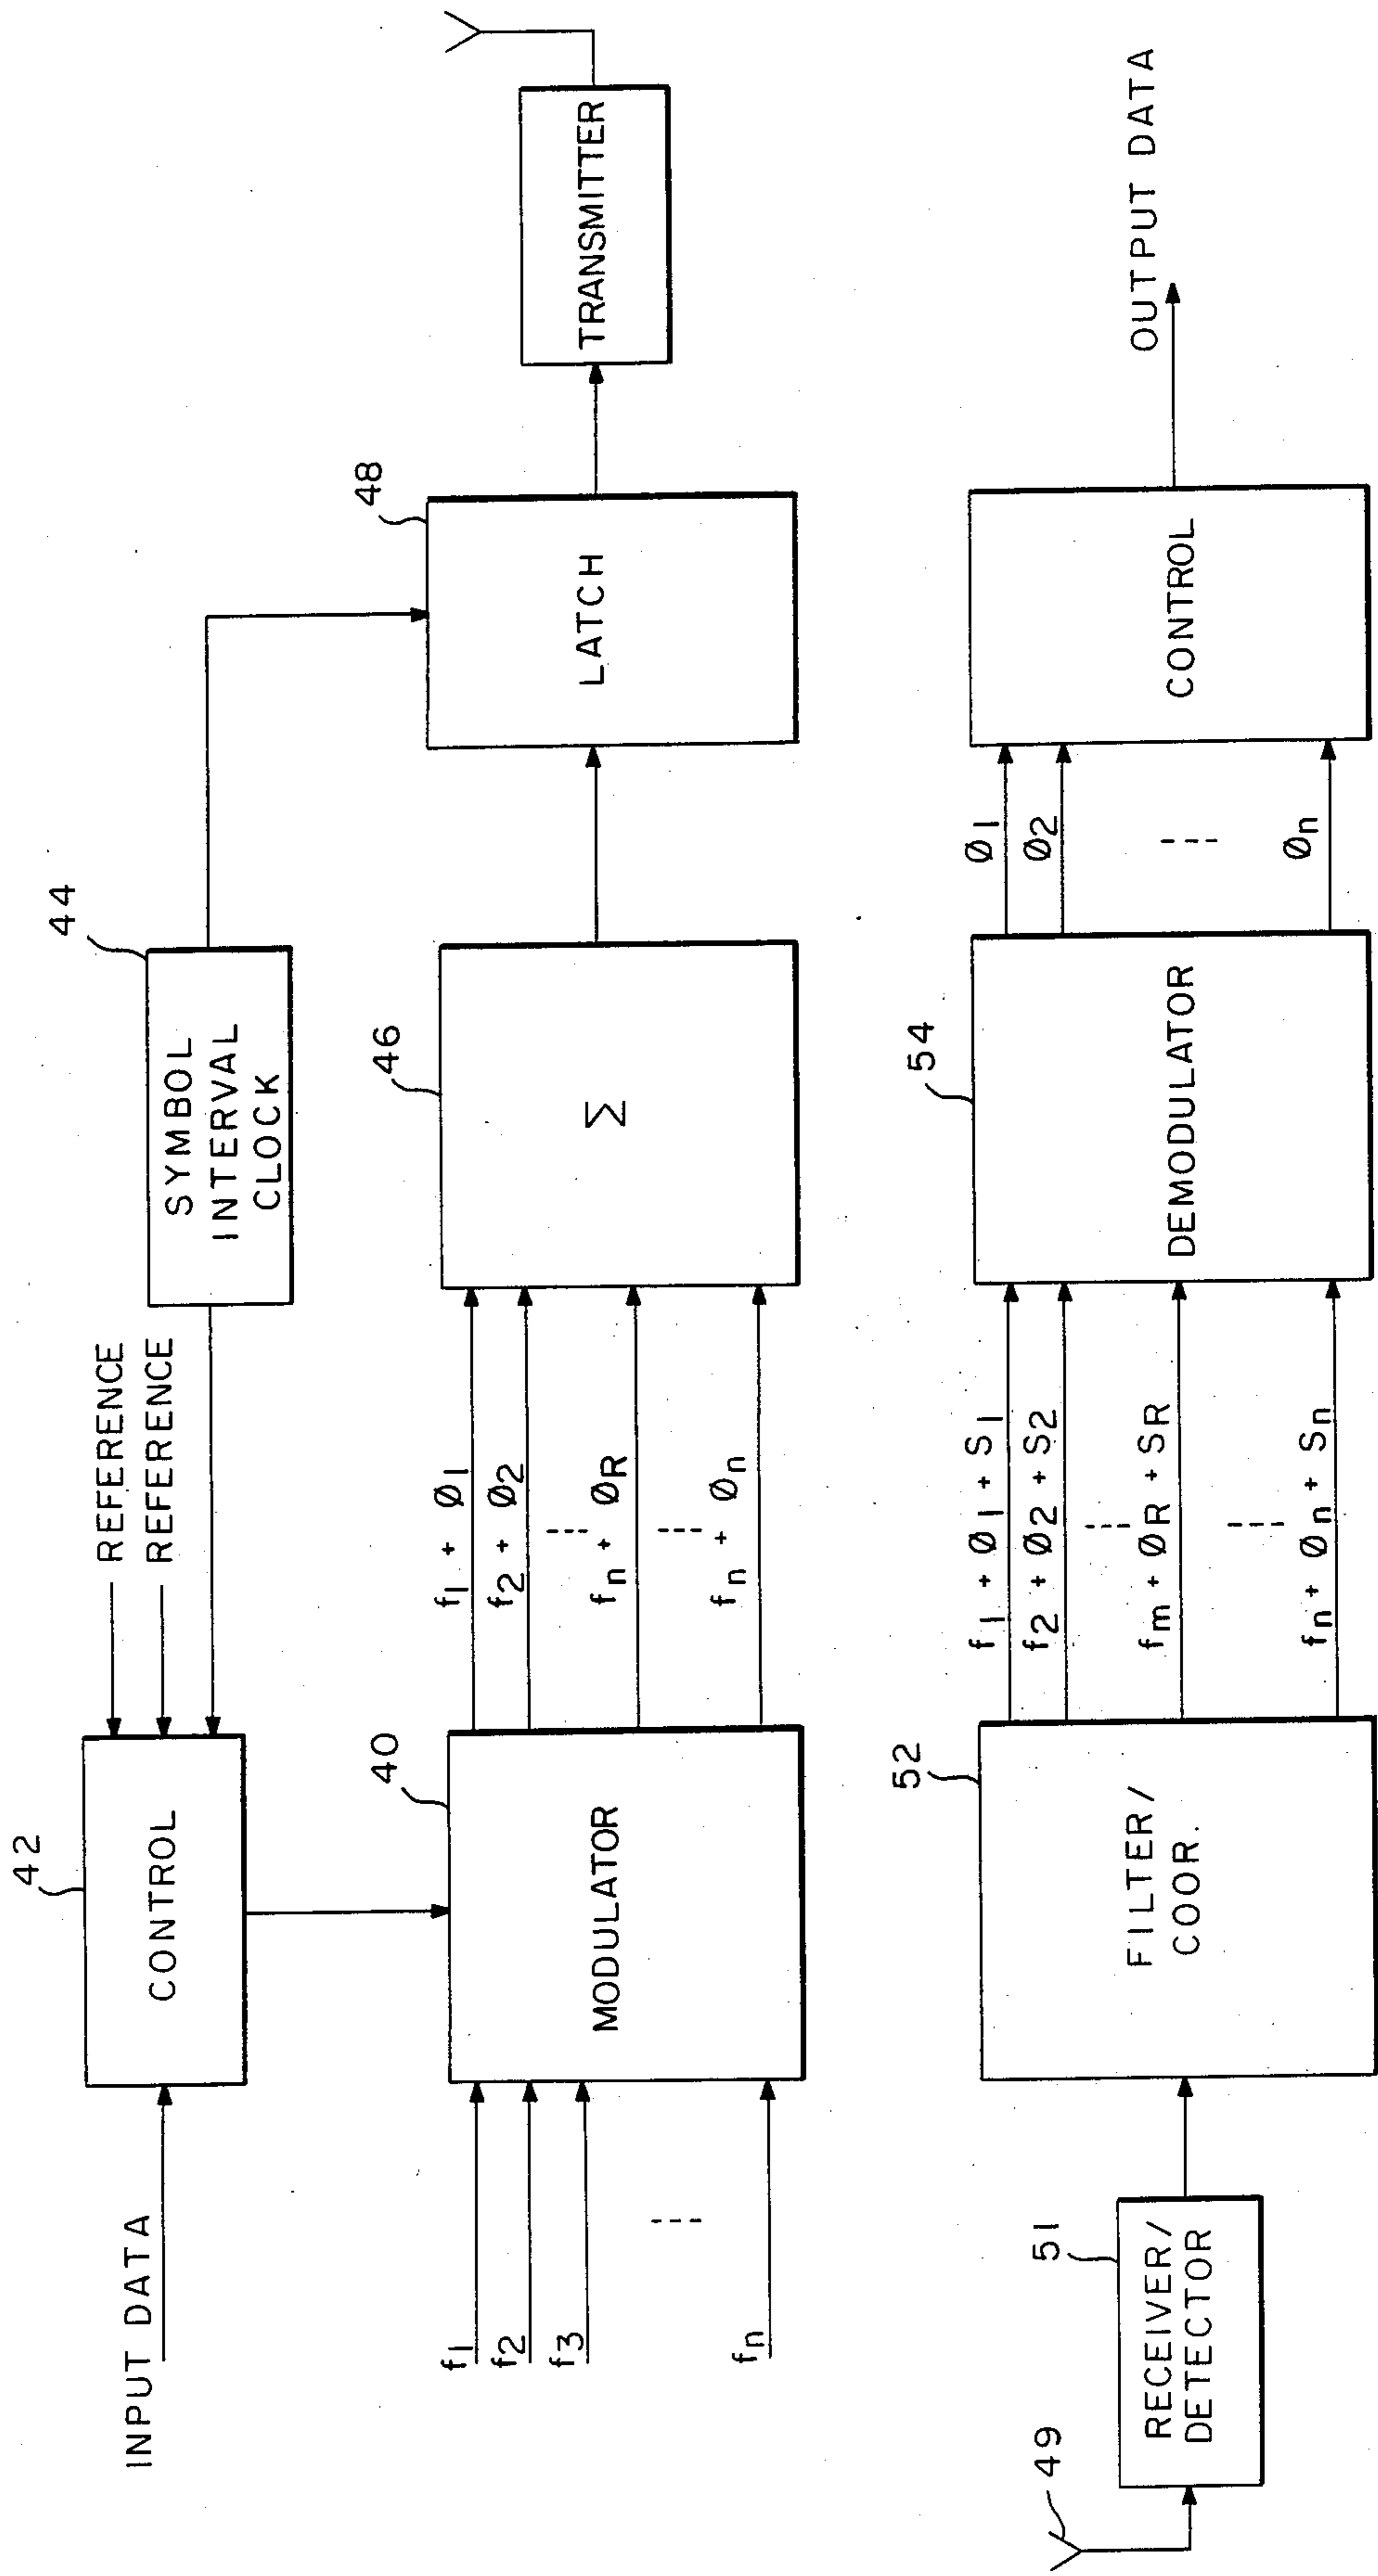 INPUT DATA
42
CONTROL
REFERENCE
REFERENCE
44
SYMBOL
INTERVAL
CLOCK
f1
f2
f3
---
fn
40
MODULATOR
f1 + Ø1
f2 + Ø2
---
fn + ØR
---
fn + Øn
46
Σ
48
LATCH
TRANSMITTER
49
51
RECEIVER/
DETECTOR
52
FILTER/
COOR.
f1 + Ø1 + S1
f2 + Ø2 + S2
---
fm + ØR + SR
---
fn + Øn + Sn
54
DEMODULATOR
Ø1
Ø2
---
Øn
CONTROL
OUTPUT DATA